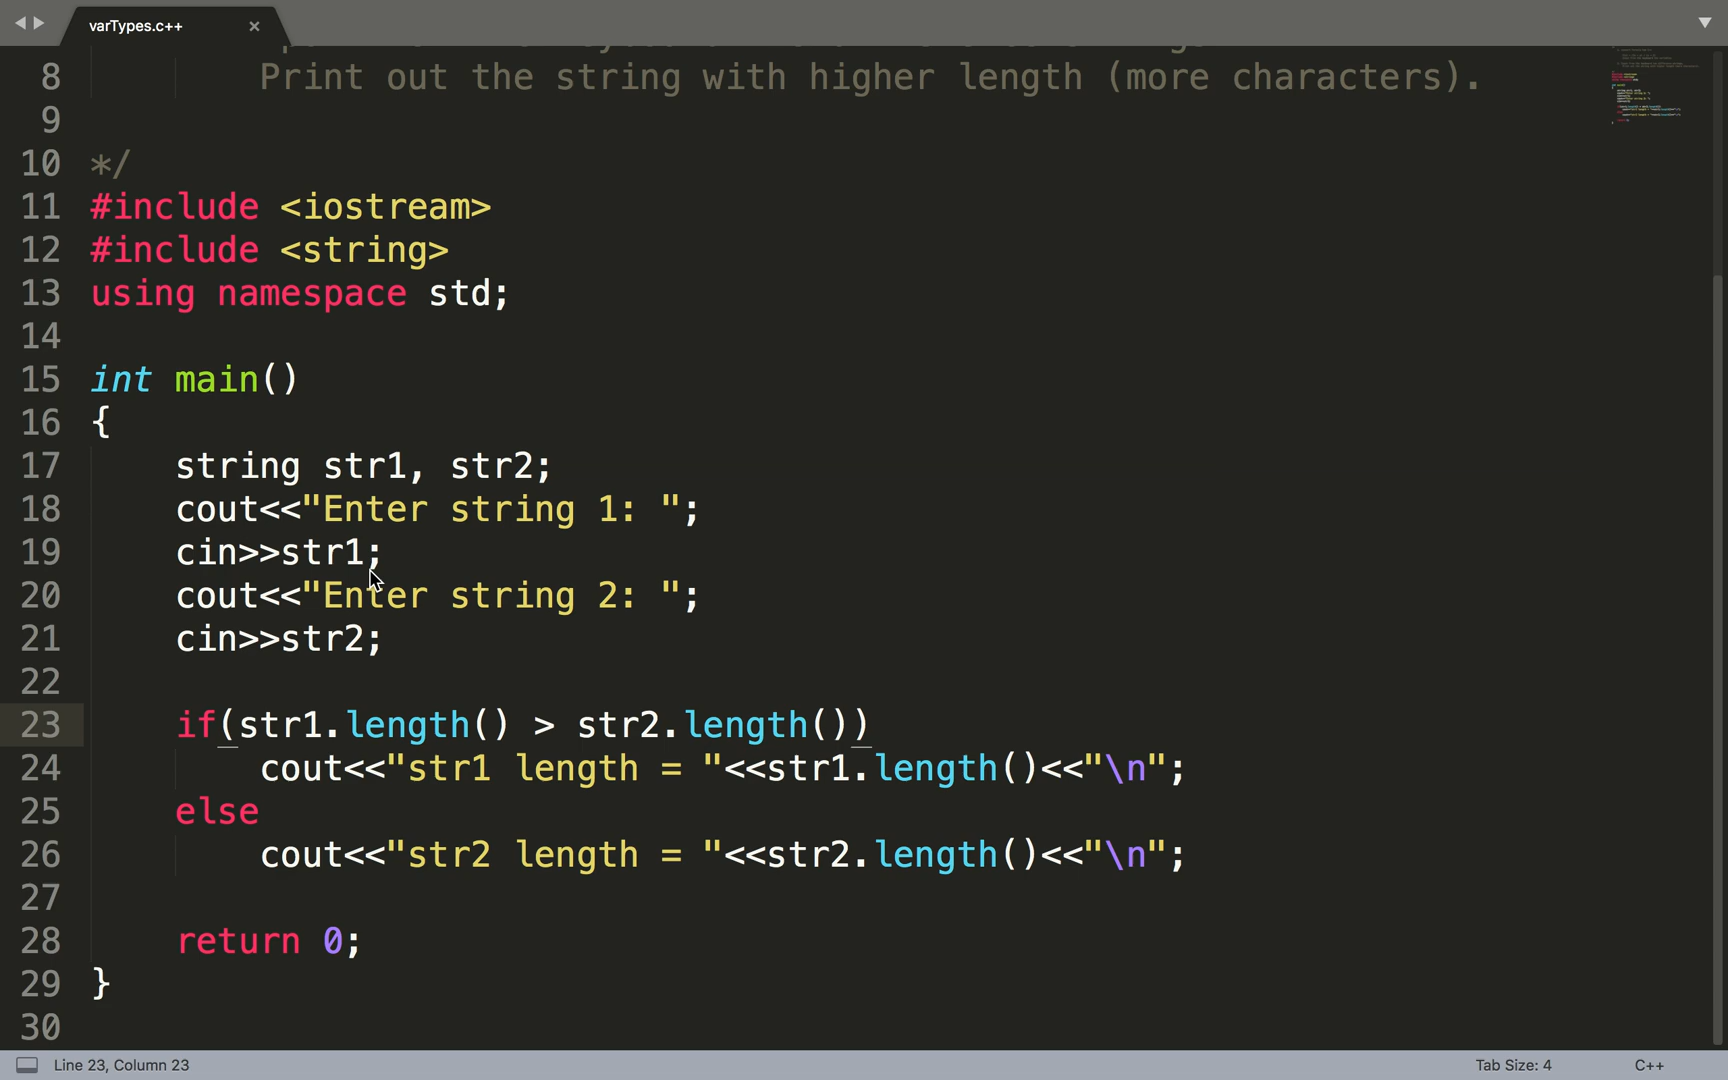 varTypes.c++
8 Print out the string with higher length (more characters).
9
10 */
11 #include <iostream>
12 #include <string>
13 using namespace std;
14
15 int main()
16 {
17 string str1, str2;
18 cout<<"Enter string 1: ";
19 cin>>str1;
20 cout<<"Enter string 2: ";
21 cin>>str2;
22
23 if(str1.length() > str2.length())
24 cout<<"str1 length = "<<str1.length()<<"\n";
25 else
26 cout<<"str2 length = "<<str2.length()<<"\n";
27
28 return 0;
29 }
30
Line 23, Column 23
Tab Size: 4
C++